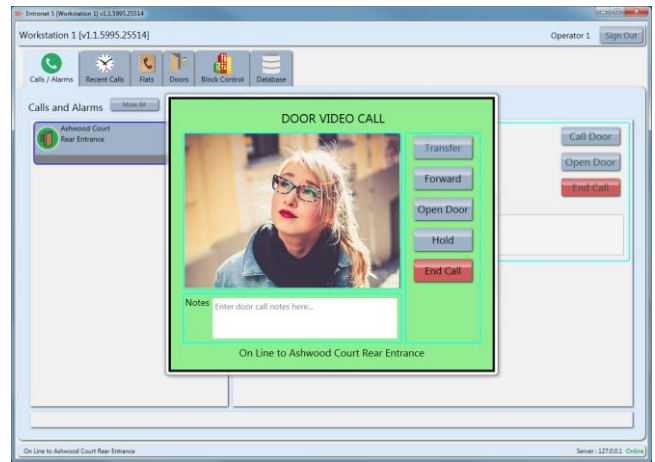 Entronet 5 [Workstation 1] v1.1.5995.25514
Workstation 1 [v1.1.5995.25514]
Operator 1
Sign Out
Calls / Alarms
Recent Calls
Flats
Doors
Block Control
Database
Calls and Alarms
Mute All
Ashwood Court
Rear Entrance
DOOR VIDEO CALL
Transfer
Forward
Open Door
Hold
End Call
Notes
Enter door call notes here...
On Line to Ashwood Court Rear Entrance
Call Door
Open Door
End Call
On Line to Ashwood Court Rear Entrance
Server : 127.0.0.1 Online